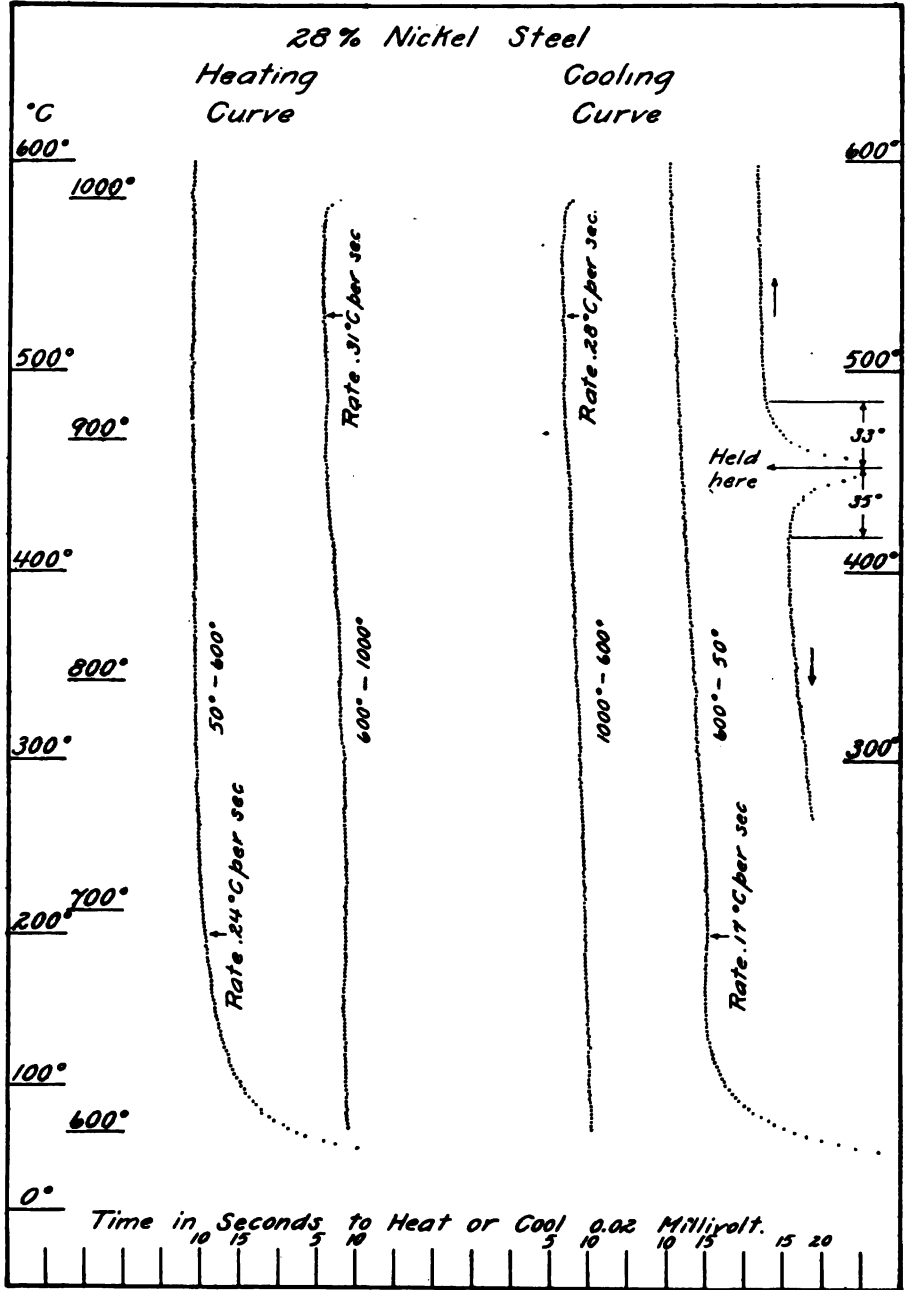 28% Nickel Steel
Heating Cooling
Curve Curve
°C
600° 600°
1000°
Rate .31°C per sec
Rate .28°C per sec.
500° 500°
900°
33°
Held
here
35°
400° 400°
50° - 600°
600° - 1000°
1000° - 600°
600° - 50°
800°
300° 300°
Rate .24°C per sec
Rate .17°C per sec
700°
200°
100°
600°
0°
Time in Seconds to Heat or Cool 0.02 Millivolt.
10 15 5 10 5 10 10 15 15 20